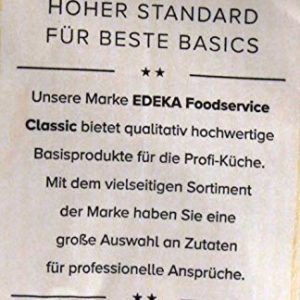 HOHER STANDARD
FÜR BESTE BASICS
Unsere Marke EDEKA Foodservice
Classic bietet qualitativ hochwertige
Basisprodukte für die Profi-Küche.
Mit dem vielseitigen Sortiment
der Marke haben Sie eine
große Auswahl an Zutaten
für professionelle Ansprüche.